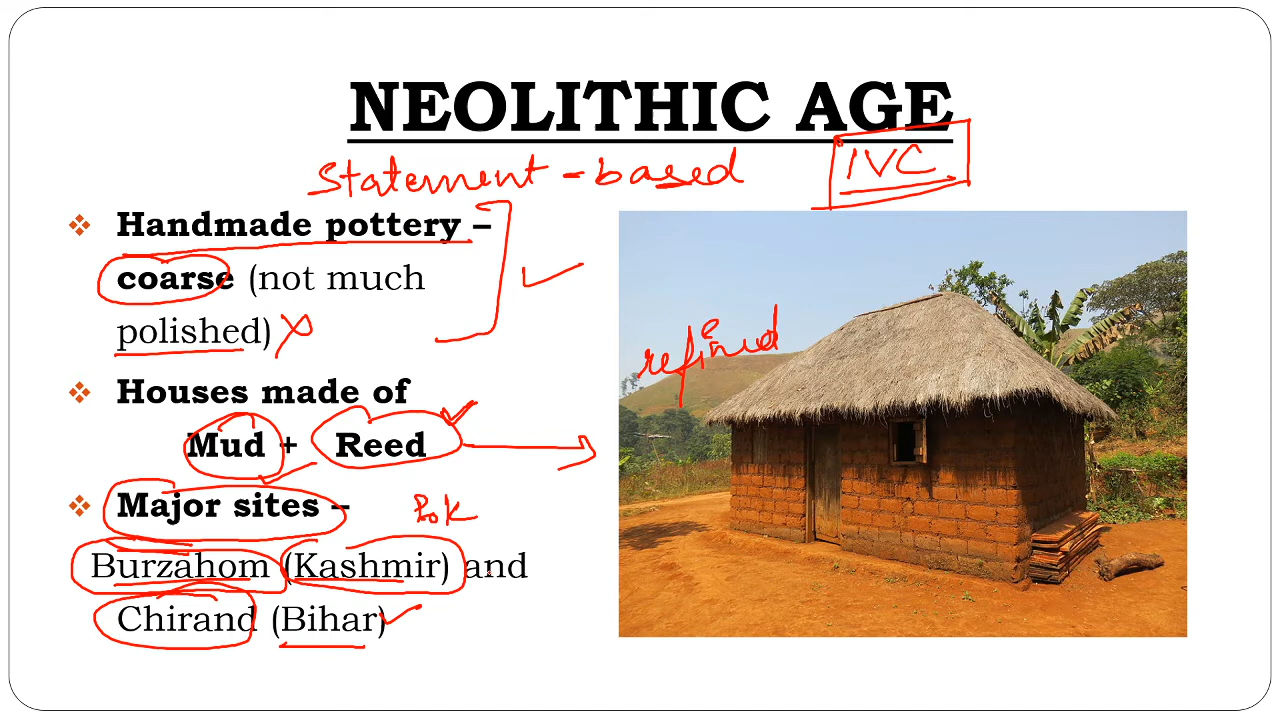 NEOLITHIC AGE
Statement - based
IVC
Handmade pottery –
coarse (not much
polished)
refined
Houses made of
Mud + Reed
Major sites –
PoK
Burzahom (Kashmir) and
Chirand (Bihar)